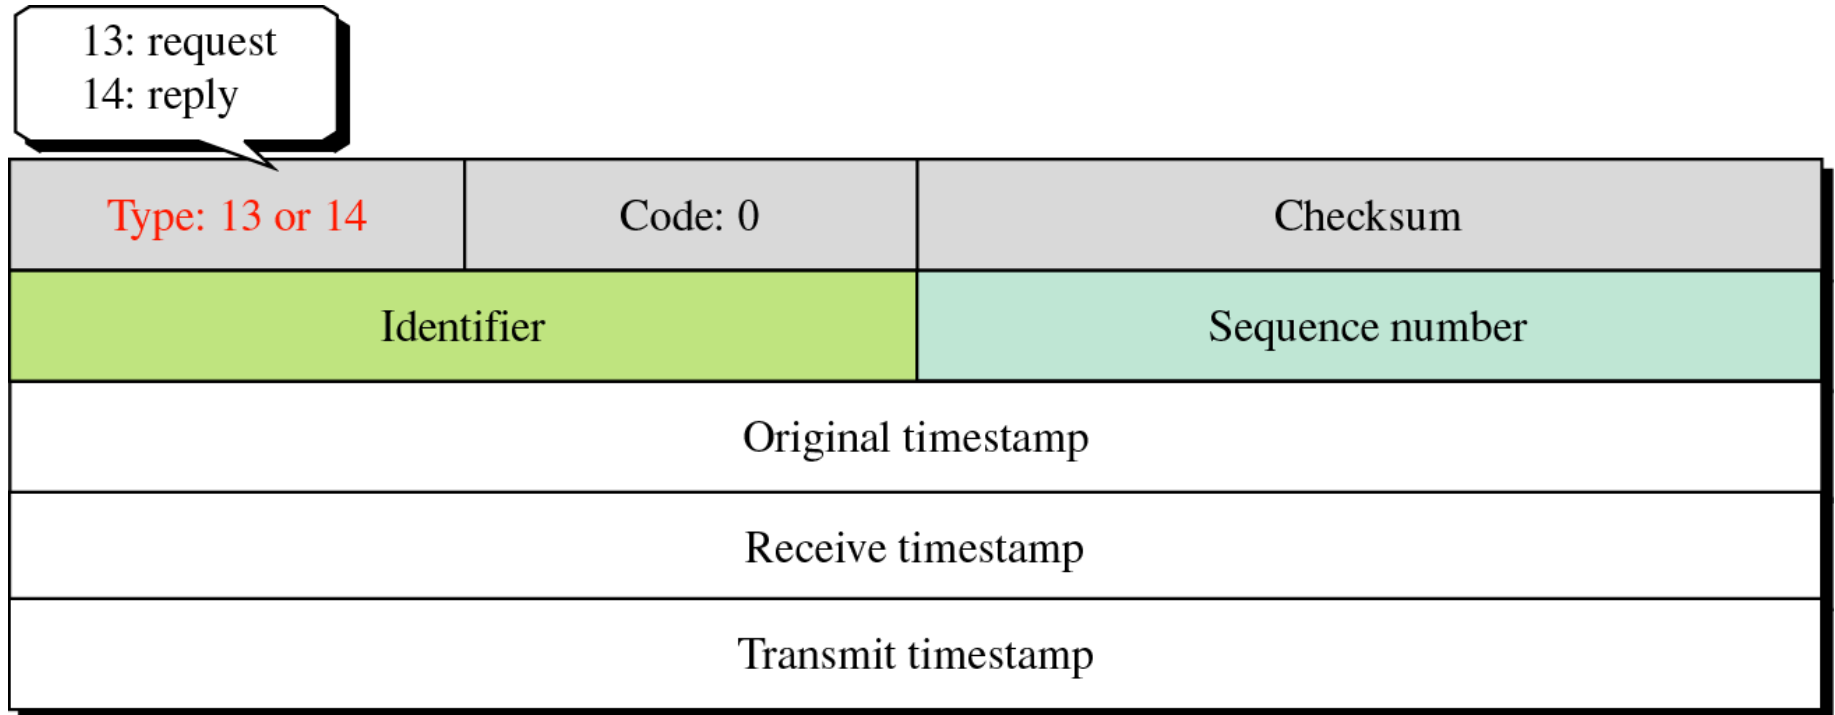 13: request
14: reply
Type: 13 or 14
Code: 0
Checksum
Identifier
Sequence number
Original timestamp
Receive timestamp
Transmit timestamp